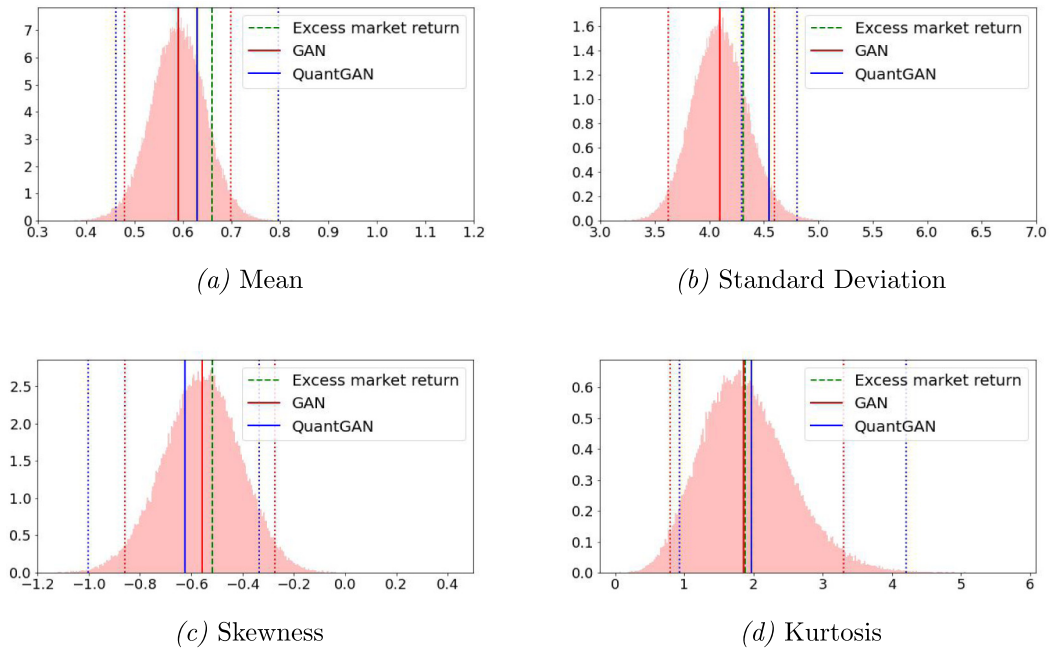 7
6
5
4
3
2
1
0
0.3 0.4 0.5 0.6 0.7 0.8 0.9 1.0 1.1 1.2
Excess market return
GAN
QuantGAN
(a) Mean
1.6
1.4
1.2
1.0
0.8
0.6
0.4
0.2
0.0
3.0 3.5 4.0 4.5 5.0 5.5 6.0 6.5 7.0
Excess market return
GAN
QuantGAN
(b) Standard Deviation
2.5
2.0
1.5
1.0
0.5
0.0
−1.2 −1.0 −0.8 −0.6 −0.4 −0.2 0.0 0.2 0.4
Excess market return
GAN
QuantGAN
(c) Skewness
0.6
0.5
0.4
0.3
0.2
0.1
0.0
0 1 2 3 4 5 6
Excess market return
GAN
QuantGAN
(d) Kurtosis